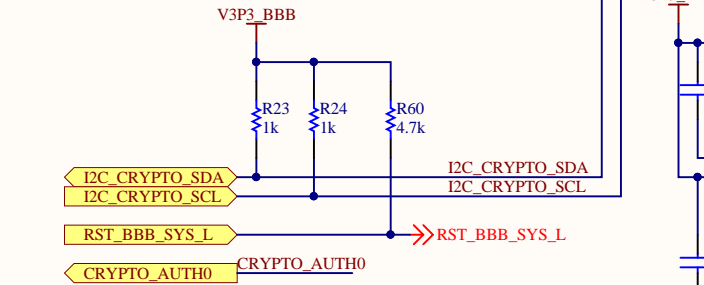 V3P3_BBB
R23
1k
R24
1k
R60
4.7k
I2C_CRYPTO_SDA
I2C_CRYPTO_SDA
I2C_CRYPTO_SCL
I2C_CRYPTO_SCL
RST_BBB_SYS_L
RST_BBB_SYS_L
CRYPTO_AUTH0
CRYPTO_AUTH0